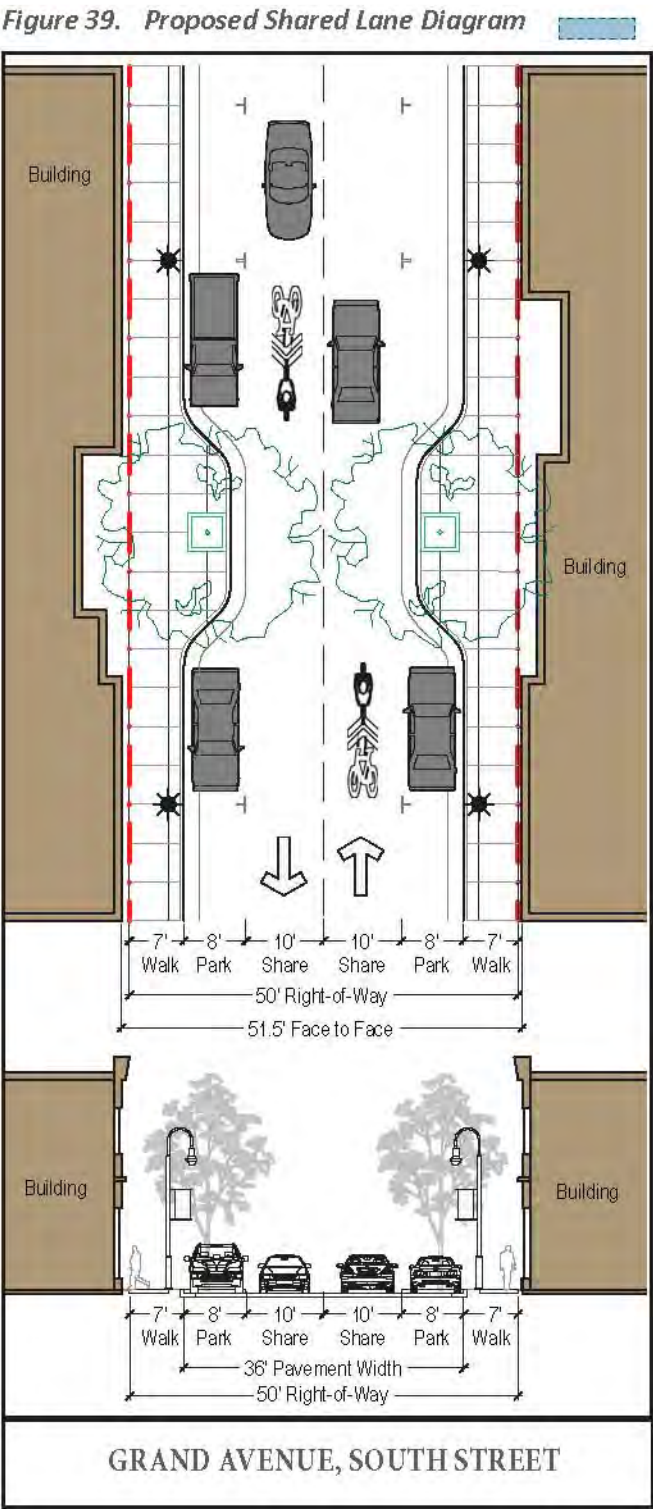 Figure 39. Proposed Shared Lane Diagram
Building
Building
7' 8' 10' 10' 8' 7'
Walk Park Share Share Park Walk
50' Right-of-Way
51.5' Face to Face
Building
Building
7' 8' 10' 10' 8' 7'
Walk Park Share Share Park Walk
36' Pavement Width
50' Right-of-Way
GRAND AVENUE, SOUTH STREET